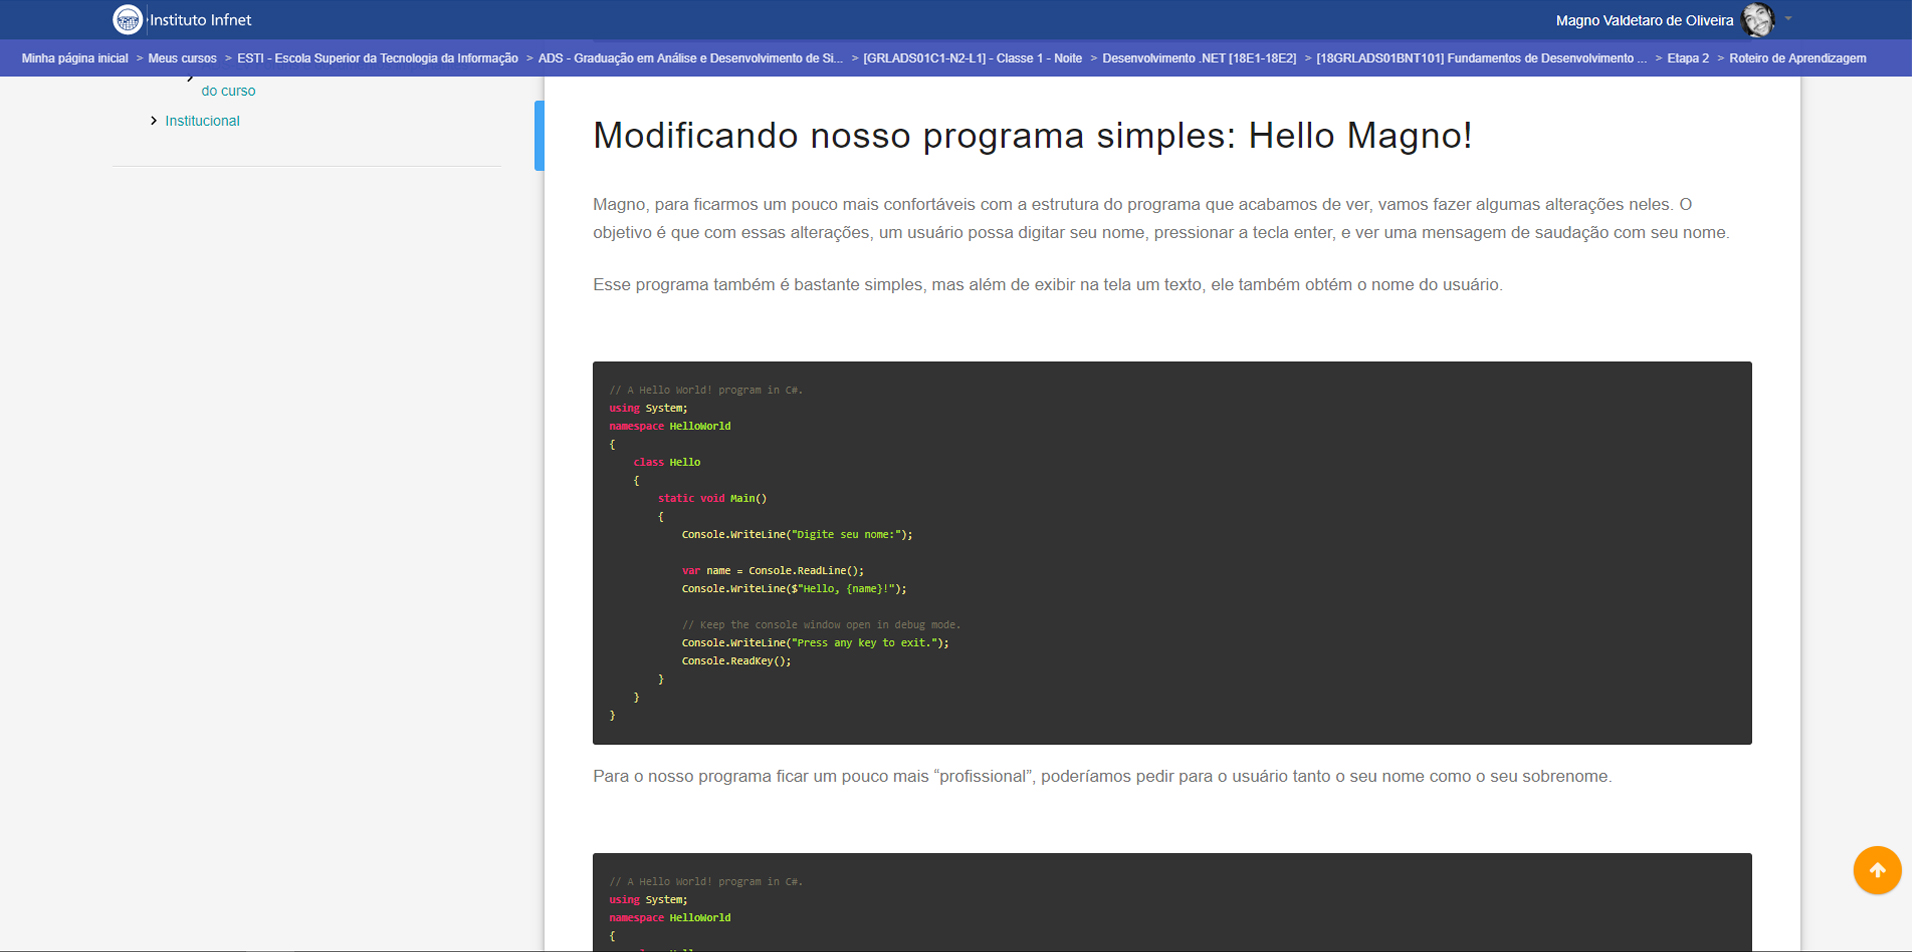 Instituto Infnet
Magno Valdetaro de Oliveira
Minha página inicial > Meus cursos > ESTI - Escola Superior da Tecnologia da Informação > ADS - Graduação em Análise e Desenvolvimento de Si... > [GRLADS01C1-N2-L1] - Classe 1 - Noite > Desenvolvimento .NET [18E1-18E2] > [18GRLADS01BNT101] Fundamentos de Desenvolvimento ... > Etapa 2 > Roteiro de Aprendizagem
do curso
Institucional
Modificando nosso programa simples: Hello Magno!
Magno, para ficarmos um pouco mais confortáveis com a estrutura do programa que acabamos de ver, vamos fazer algumas alterações neles. O
objetivo é que com essas alterações, um usuário possa digitar seu nome, pressionar a tecla enter, e ver uma mensagem de saudação com seu nome.
Esse programa também é bastante simples, mas além de exibir na tela um texto, ele também obtém o nome do usuário.
// A Hello World! program in C#.
using System;
namespace HelloWorld
{
    class Hello
    {
        static void Main()
        {
            Console.WriteLine("Digite seu nome:");
            var name = Console.ReadLine();
            Console.WriteLine($"Hello, {name}!");
            // Keep the console window open in debug mode.
            Console.WriteLine("Press any key to exit.");
            Console.ReadKey();
        }
    }
}
Para o nosso programa ficar um pouco mais “profissional”, poderíamos pedir para o usuário tanto o seu nome como o seu sobrenome.
// A Hello World! program in C#.
using System;
namespace HelloWorld
{